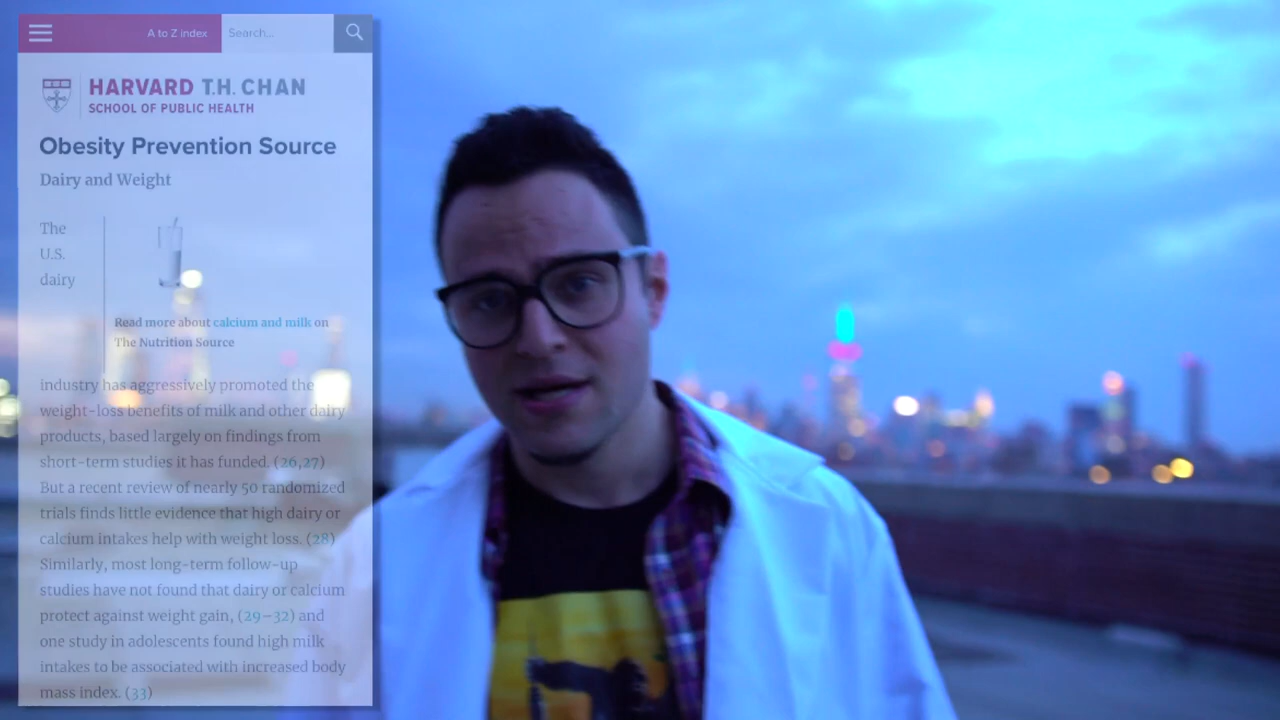 A to Z index
Search...
HARVARD T.H. CHAN
SCHOOL OF PUBLIC HEALTH
Obesity Prevention Source
Dairy and Weight
The
U.S.
dairy
Read more about calcium and milk on
The Nutrition Source
industry has aggressively promoted the
weight-loss benefits of milk and other dairy
products, based largely on findings from
short-term studies it has funded. (26,27)
But a recent review of nearly 50 randomized
trials finds little evidence that high dairy or
calcium intakes help with weight loss. (28)
Similarly, most long-term follow-up
studies have not found that dairy or calcium
protect against weight gain, (29–32) and
one study in adolescents found high milk
intakes to be associated with increased body
mass index. (33)